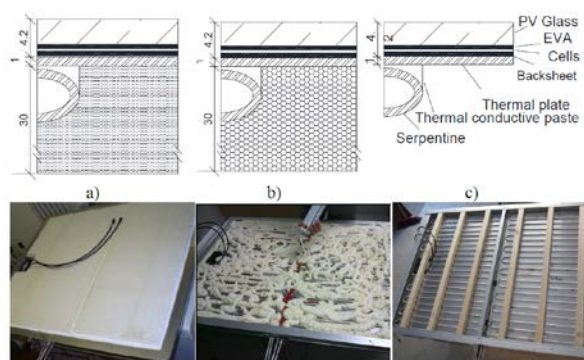 4.2
1
30
4.2
1
30
4.
2
1
PV Glass
EVA
Cells
Backsheet
Thermal plate
Thermal conductive paste
Serpentine
a)
b)
c)